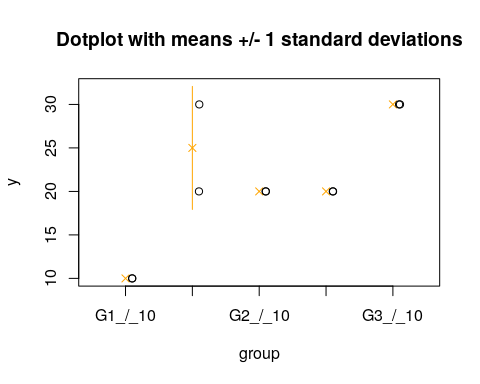 Dotplot with means +/- 1 standard deviations
30
25
20
15
10
y
G1_/_10 G2_/_10 G3_/_10
group